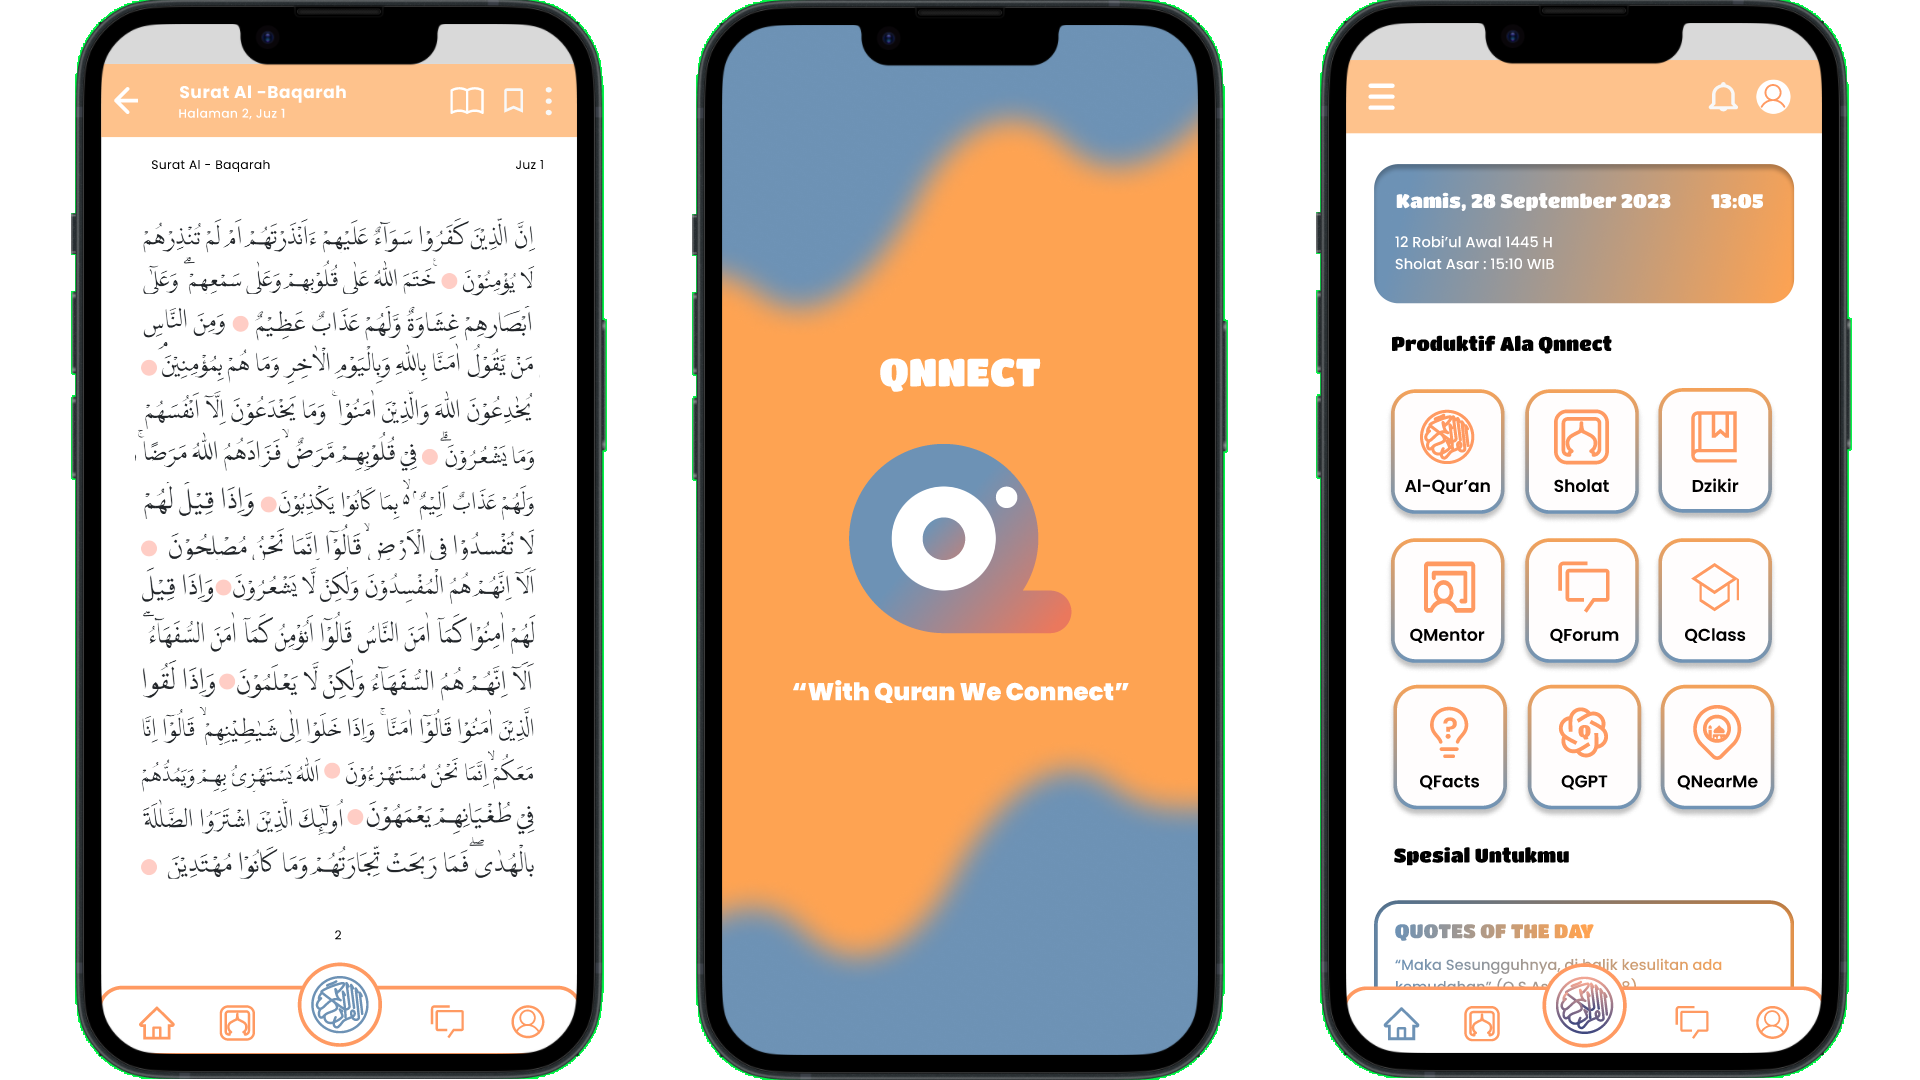 Surat Al -Baqarah
Halaman 2, Juz 1
Surat Al - Baqarah
Juz 1
اِنَّ الَّذِيْنَ كَفَرُوْا سَوَاۤءٌ عَلَيْهِمْ ءَاَنْذَرْتَهُمْ اَمْ لَمْ تُنْذِرْهُمْ
لَا يُؤْمِنُوْنَ خَتَمَ اللّٰهُ عَلٰى قُلُوْبِهِمْ وَعَلٰى سَمْعِهِمْ ۗ وَعَلٰٓى
اَبْصَارِهِمْ غِشَاوَةٌ وَّلَهُمْ عَذَابٌ عَظِيْمٌ وَمِنَ النَّاسِ
مَنْ يَّقُوْلُ اٰمَنَّا بِاللّٰهِ وَبِالْيَوْمِ الْاٰخِرِ وَمَا هُمْ بِمُؤْمِنِيْنَۘ
يُخٰدِعُوْنَ اللّٰهَ وَالَّذِيْنَ اٰمَنُوْا ۚ وَمَا يَخْدَعُوْنَ اِلَّآ اَنْفُسَهُمْ
وَمَا يَشْعُرُوْنَۗ فِيْ قُلُوْبِهِمْ مَّرَضٌۙ فَزَادَهُمُ اللّٰهُ مَرَضًاۚ
وَلَهُمْ عَذَابٌ اَلِيْمٌ ۢ ەۙ بِمَا كَانُوْا يَكْذِبُوْنَ وَاِذَا قِيْلَ لَهُمْ
لَا تُفْسِدُوْا فِى الْاَرْضِۙ قَالُوْٓا اِنَّمَا نَحْنُ مُصْلِحُوْنَ
اَلَآ اِنَّهُمْ هُمُ الْمُفْسِدُوْنَ وَلٰكِنْ لَّا يَشْعُرُوْنَ وَاِذَا قِيْلَ
لَهُمْ اٰمِنُوْا كَمَآ اٰمَنَ النَّاسُ قَالُوْٓا اَنُؤْمِنُ كَمَآ اٰمَنَ السُّفَهَاۤءُ ۗ
اَلَآ اِنَّهُمْ هُمُ السُّفَهَاۤءُ وَلٰكِنْ لَّا يَعْلَمُوْنَ وَاِذَا لَقُوا
الَّذِيْنَ اٰمَنُوْا قَالُوْٓا اٰمَنَّا ۚ وَاِذَا خَلَوْا اِلٰى شَيٰطِيْنِهِمْ ۙ قَالُوْٓا اِنَّا
مَعَكُمْ ۙ اِنَّمَا نَحْنُ مُسْتَهْزِءُوْنَ اَللّٰهُ يَسْتَهْزِئُ بِهِمْ وَيَمُدُّهُمْ
فِيْ طُغْيَانِهِمْ يَعْمَهُوْنَ اُولٰۤىِٕكَ الَّذِيْنَ اشْتَرَوُا الضَّلٰلَةَ
بِالْهُدٰىۖ فَمَا رَبِحَتْ تِّجَارَتُهُمْ وَمَا كَانُوْا مُهْتَدِيْنَ
2
QNNECT
“With Quran We Connect”
Kamis, 28 September 2023
13:05
12 Robi’ul Awal 1445 H
Sholat Asar : 15:10 WIB
Produktif Ala Qnnect
Al-Qur’an
Sholat
Dzikir
QMentor
QForum
QClass
QFacts
QGPT
QNearMe
Spesial Untukmu
QUOTES OF THE DAY
“Maka Sesungguhnya, di balik kesulitan ada
kemudahan” (Q.S